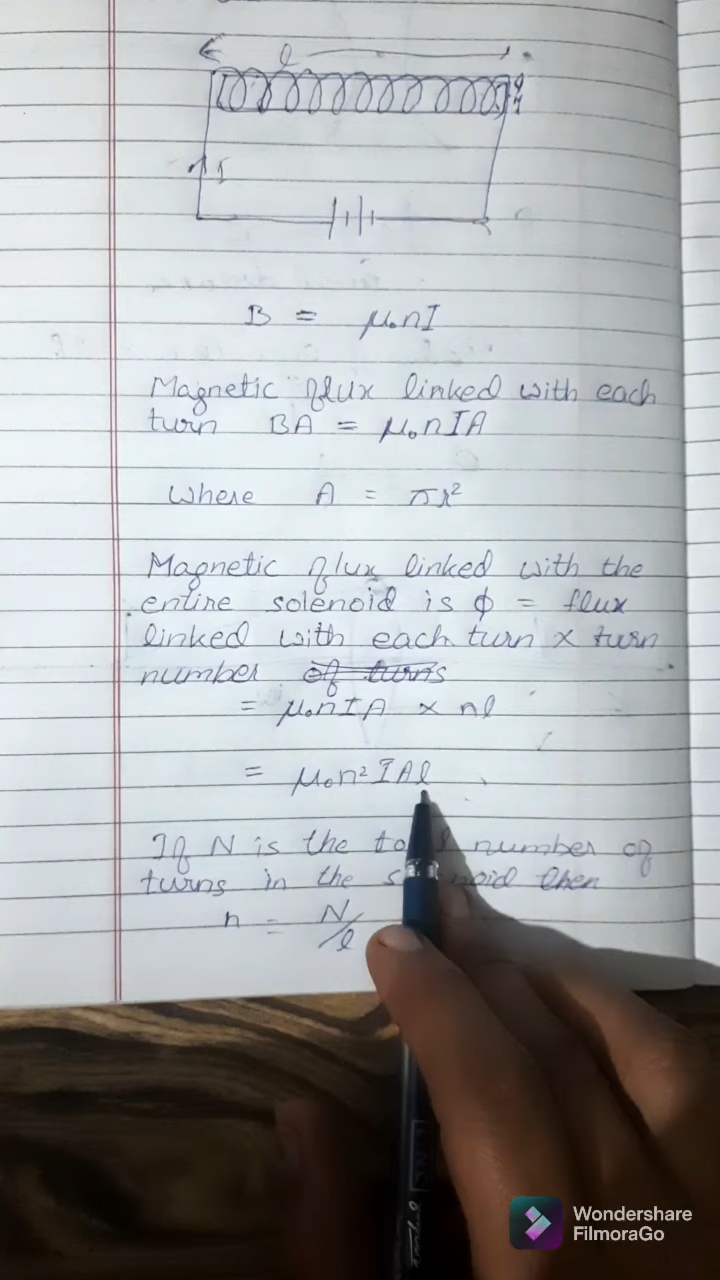 l
I
B = μ₀nI
Magnetic flux linked with each
turn BA = μ₀nIA
Where A = πr²
Magnetic flux linked with the
entire solenoid is ϕ = flux
linked with each turn × turn
number of turns
= μ₀nIA × nl
= μ₀n²IAl
If N is the number of
turns in the then
n = N/l
Wondershare
FilmoraGo